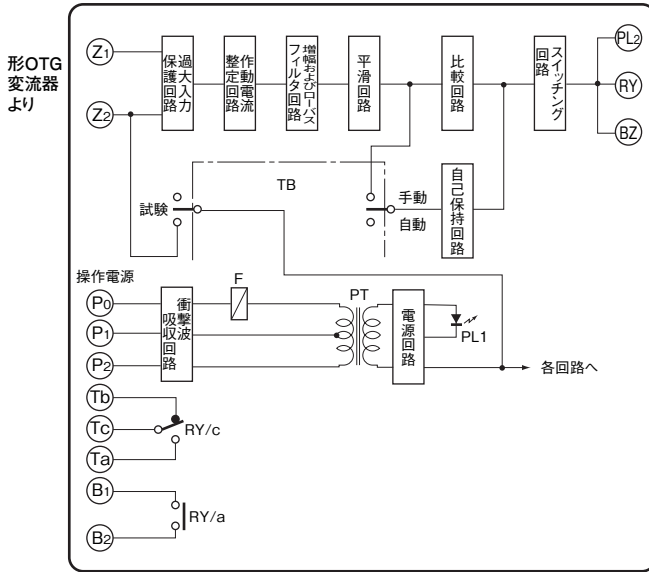 形OTG
変流器
より
Z1
Z2
過大入力
保護回路
作動電流
整定回路
増幅およびローパス
フィルタ回路
平滑回路
比較回路
スイッチング
回路
PL2
RY
BZ
TB
試験
手動
自動
自己保持回路
操作電源
P0
P1
P2
衝撃波
吸収回路
F
PT
電源回路
PL1
各回路へ
Tb
Tc
Ta
RY/c
B1
B2
RY/a